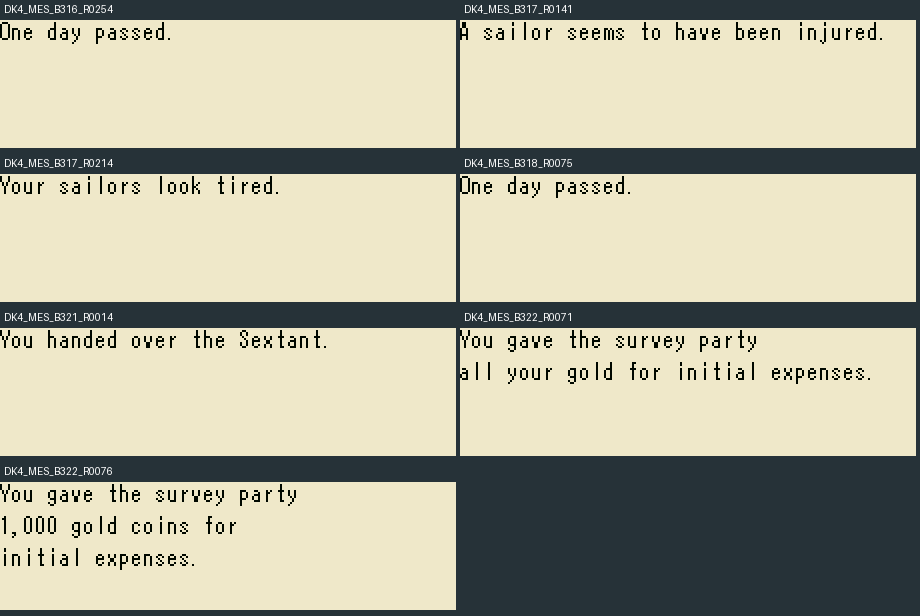 DK4_MES_B316_R0254
One day passed.
DK4_MES_B317_R0141
A sailor seems to have been injured.
DK4_MES_B317_R0214
Your sailors look tired.
DK4_MES_B318_R0075
One day passed.
DK4_MES_B321_R0014
You handed over the Sextant.
DK4_MES_B322_R0071
You gave the survey party
all your gold for initial expenses.
DK4_MES_B322_R0076
You gave the survey party
1,000 gold coins for
initial expenses.